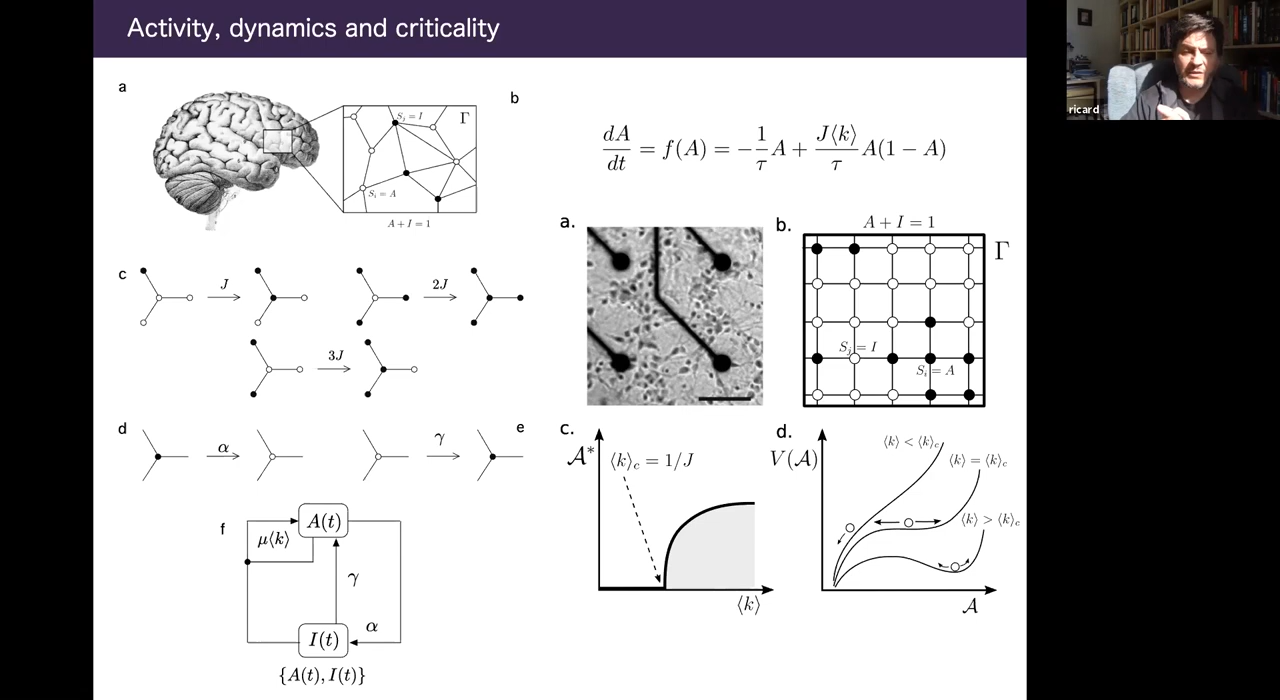 Activity, dynamics and criticality
ricard
a
b
S_j = I
Γ
S_i = A
A + I = 1
dA/dt = f(A) = −(1/τ)A + (J⟨k⟩/τ)A(1 − A)
a.
b.
A + I = 1
Γ
S_j = I
S_i = A
c
J
2J
3J
d
α
γ
e
c.
𝒜*
⟨k⟩_c = 1/J
⟨k⟩
d.
V(𝒜)
⟨k⟩ < ⟨k⟩_c
⟨k⟩ = ⟨k⟩_c
⟨k⟩ > ⟨k⟩_c
𝒜
f
A(t)
μ⟨k⟩
γ
α
I(t)
{A(t), I(t)}